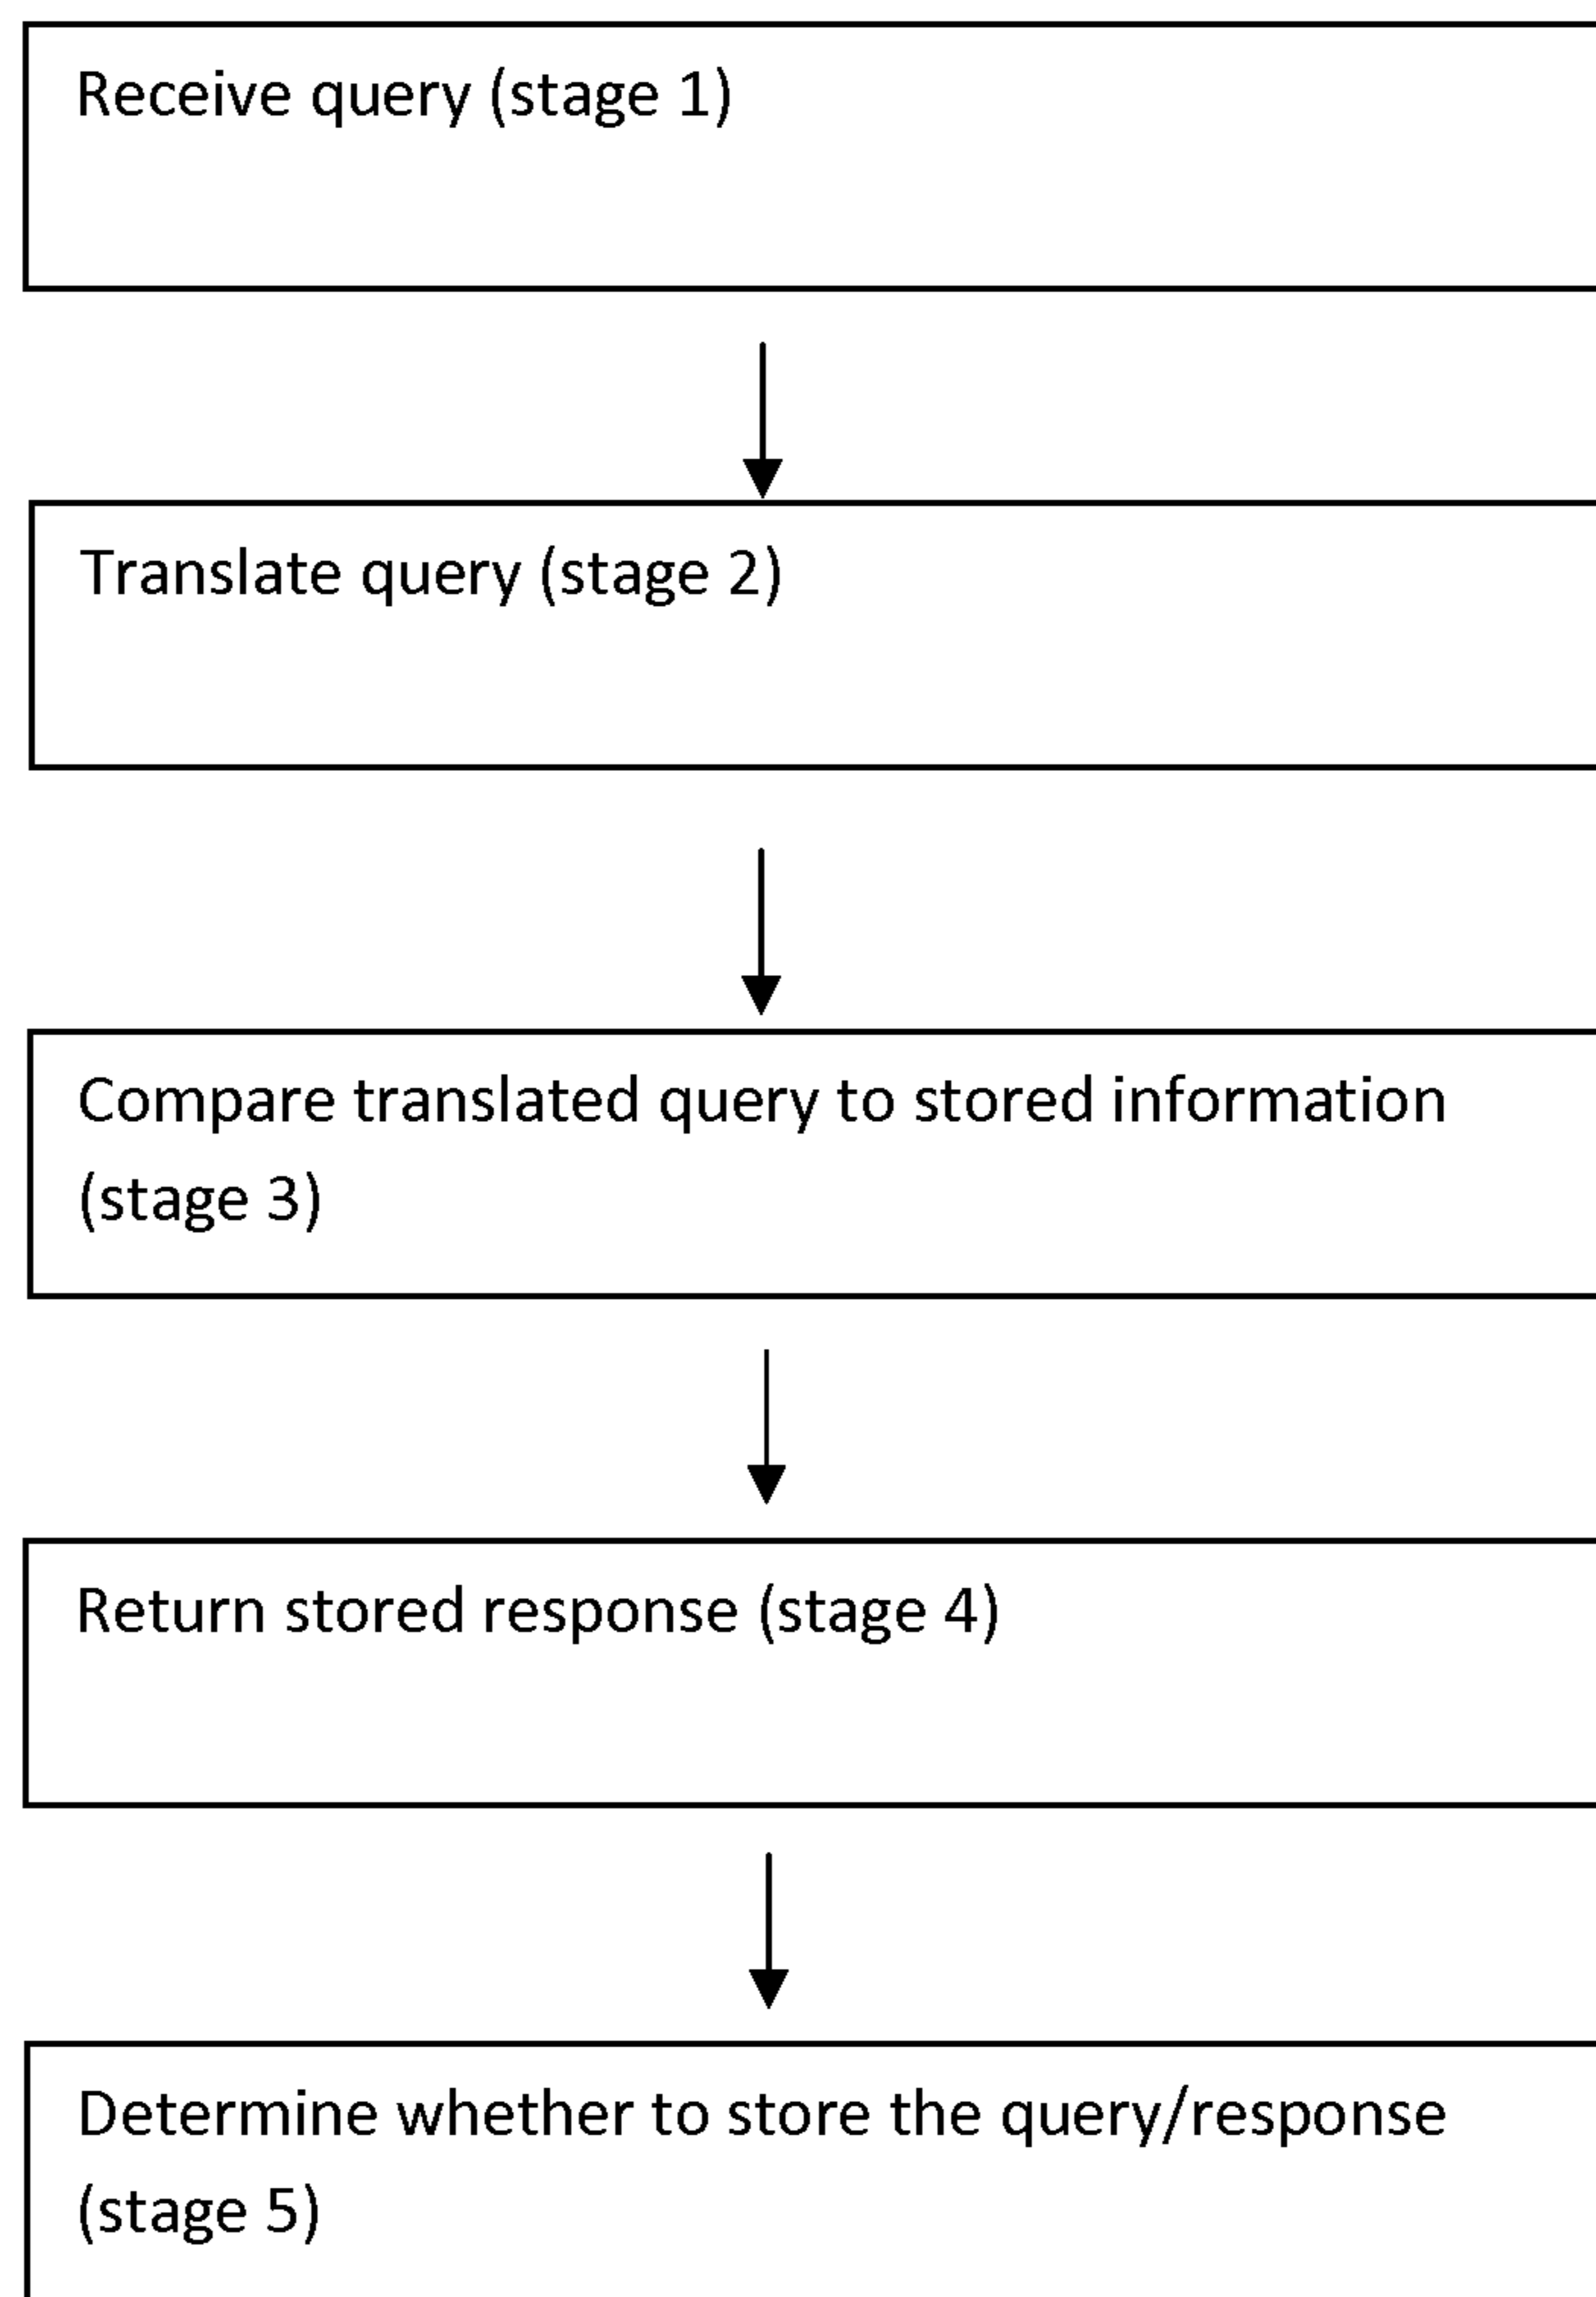 Receive query (stage 1)
Translate query (stage 2)
Compare translated query to stored information
(stage 3)
Return stored response (stage 4)
Determine whether to store the query/response
(stage 5)